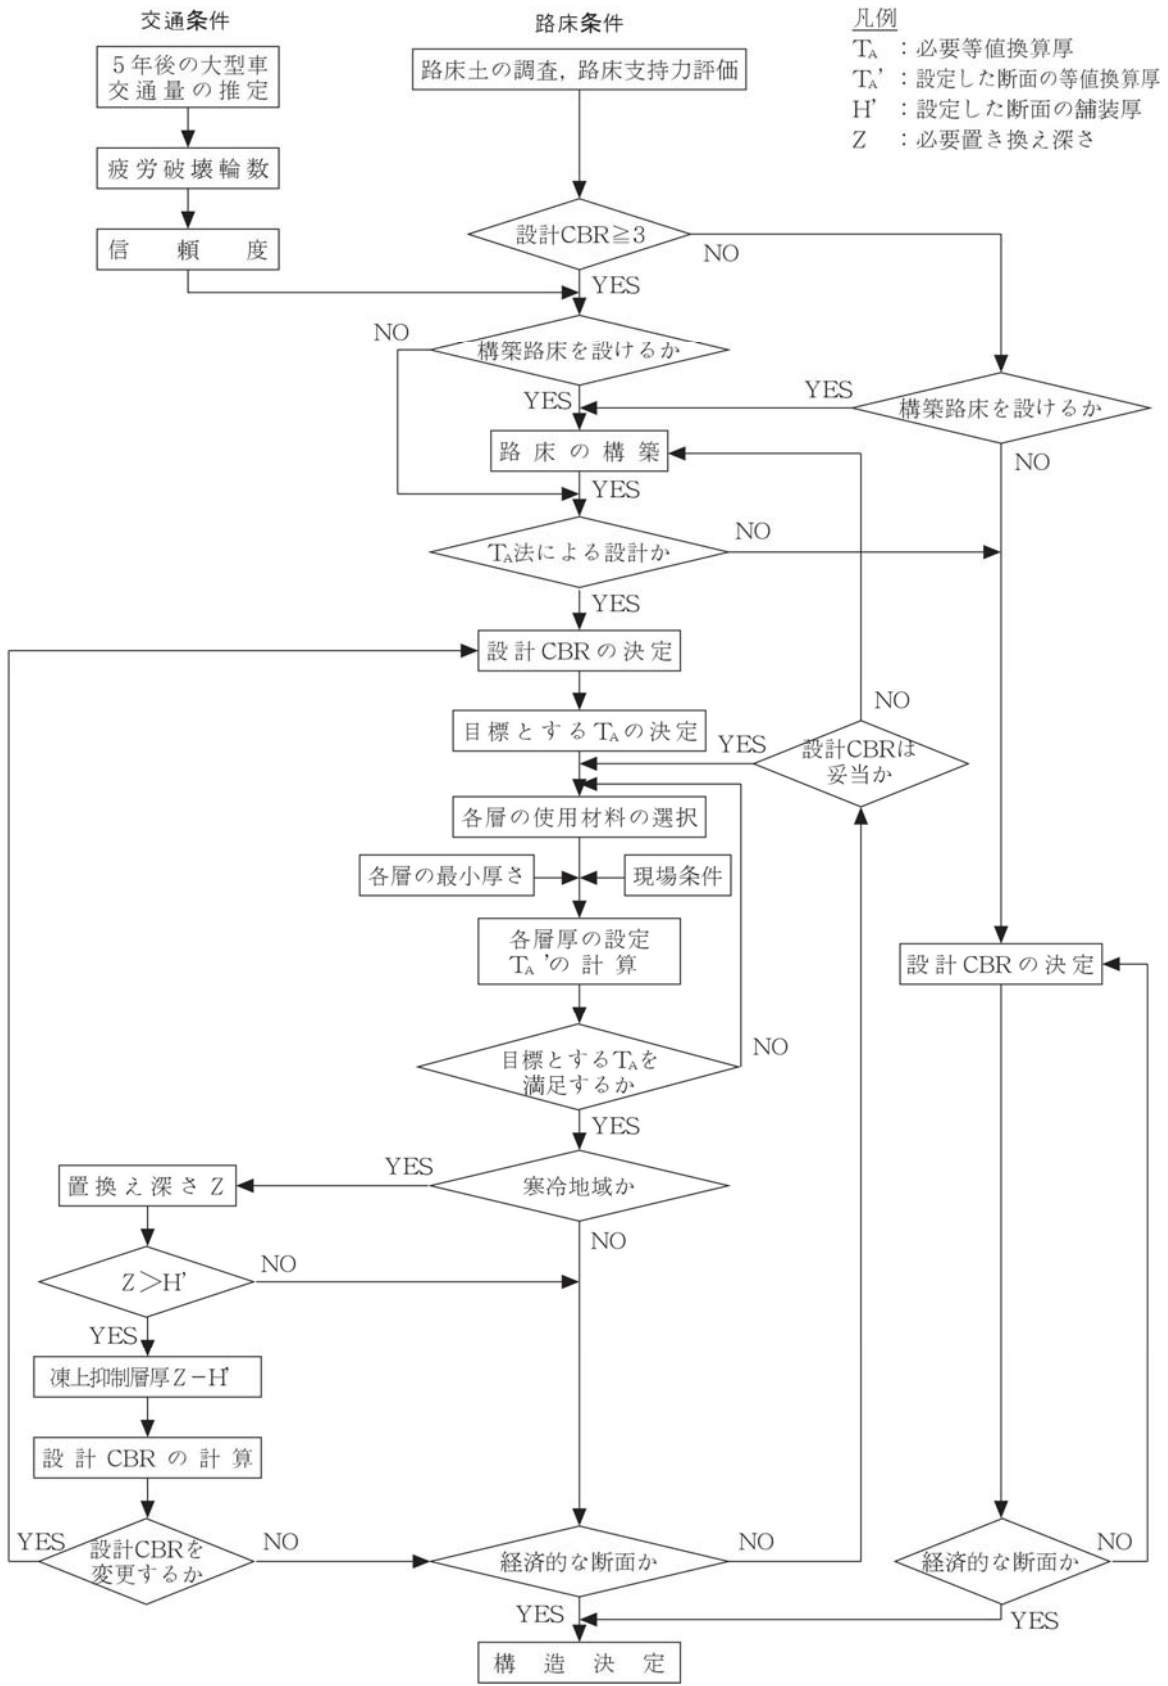 交通条件
5年後の大型車
交通量の推定
疲労破壊輪数
信頼度
路床条件
路床土の調査, 路床支持力評価
凡例
TA ：必要等値換算厚
TA'：設定した断面の等値換算厚
H' ：設定した断面の舗装厚
Z ：必要置き換え深さ
設計CBR≧3
NO
YES
NO
構築路床を設けるか
YES
YES
構築路床を設けるか
NO
路床の構築
YES
TA法による設計か
NO
YES
設計CBRの決定
目標とするTAの決定
NO
YES
設計CBRは
妥当か
各層の使用材料の選択
各層の最小厚さ
現場条件
各層厚の設定
TA'の計算
設計CBRの決定
目標とするTAを
満足するか
NO
YES
寒冷地域か
YES
NO
置換え深さZ
Z＞H'
NO
YES
凍上抑制層厚Z－H'
設計CBRの計算
YES
設計CBRを
変更するか
NO
経済的な断面か
NO
YES
経済的な断面か
NO
YES
構造決定